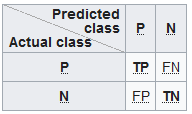 Predicted
class
Actual class
P N
P TP FN
N FP TN